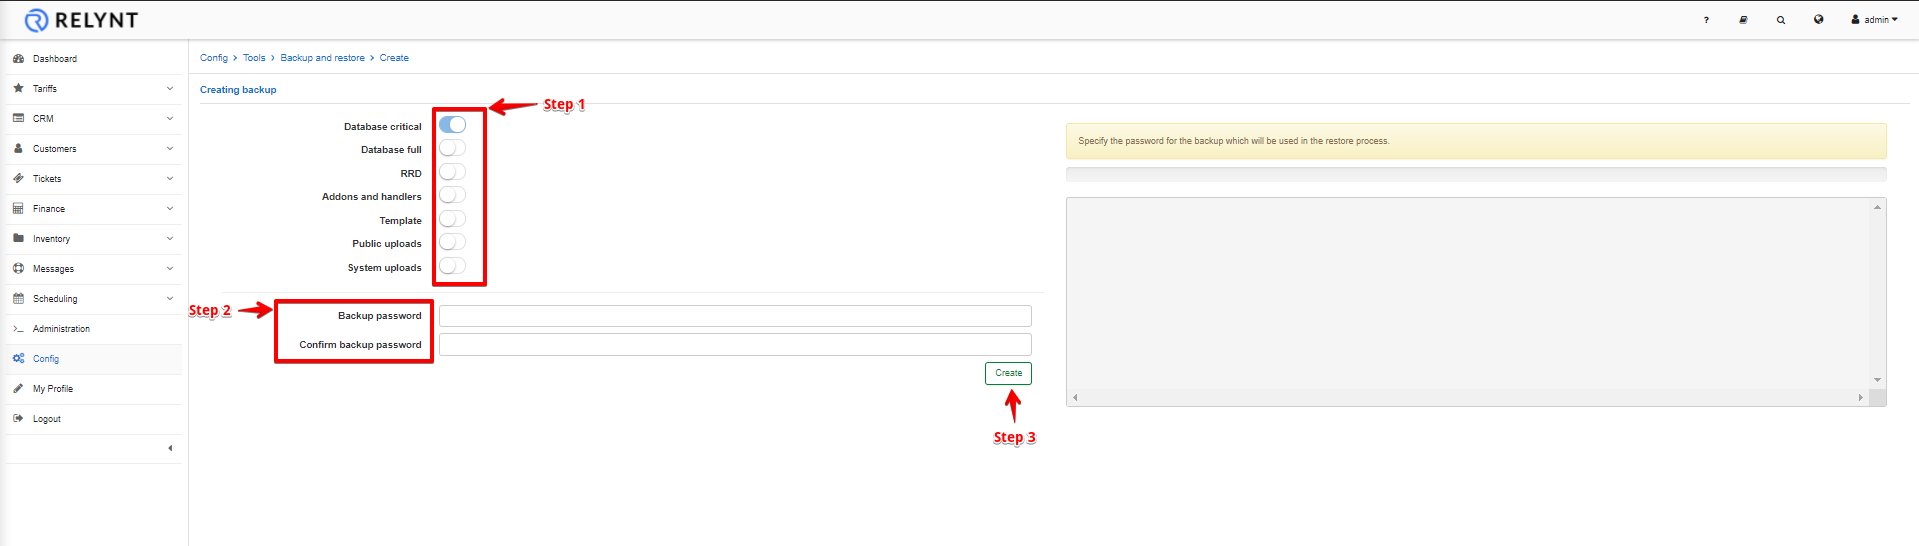 RELYNT
?
admin
Dashboard
Tariffs
CRM
Customers
Tickets
Finance
Inventory
Messages
Scheduling
Administration
Config
My Profile
Logout
Config > Tools > Backup and restore > Create
Creating backup
Step 1
Database critical
Database full
RRD
Addons and handlers
Template
Public uploads
System uploads
Step 2
Backup password
Confirm backup password
Create
Step 3
Specify the password for the backup which will be used in the restore process.